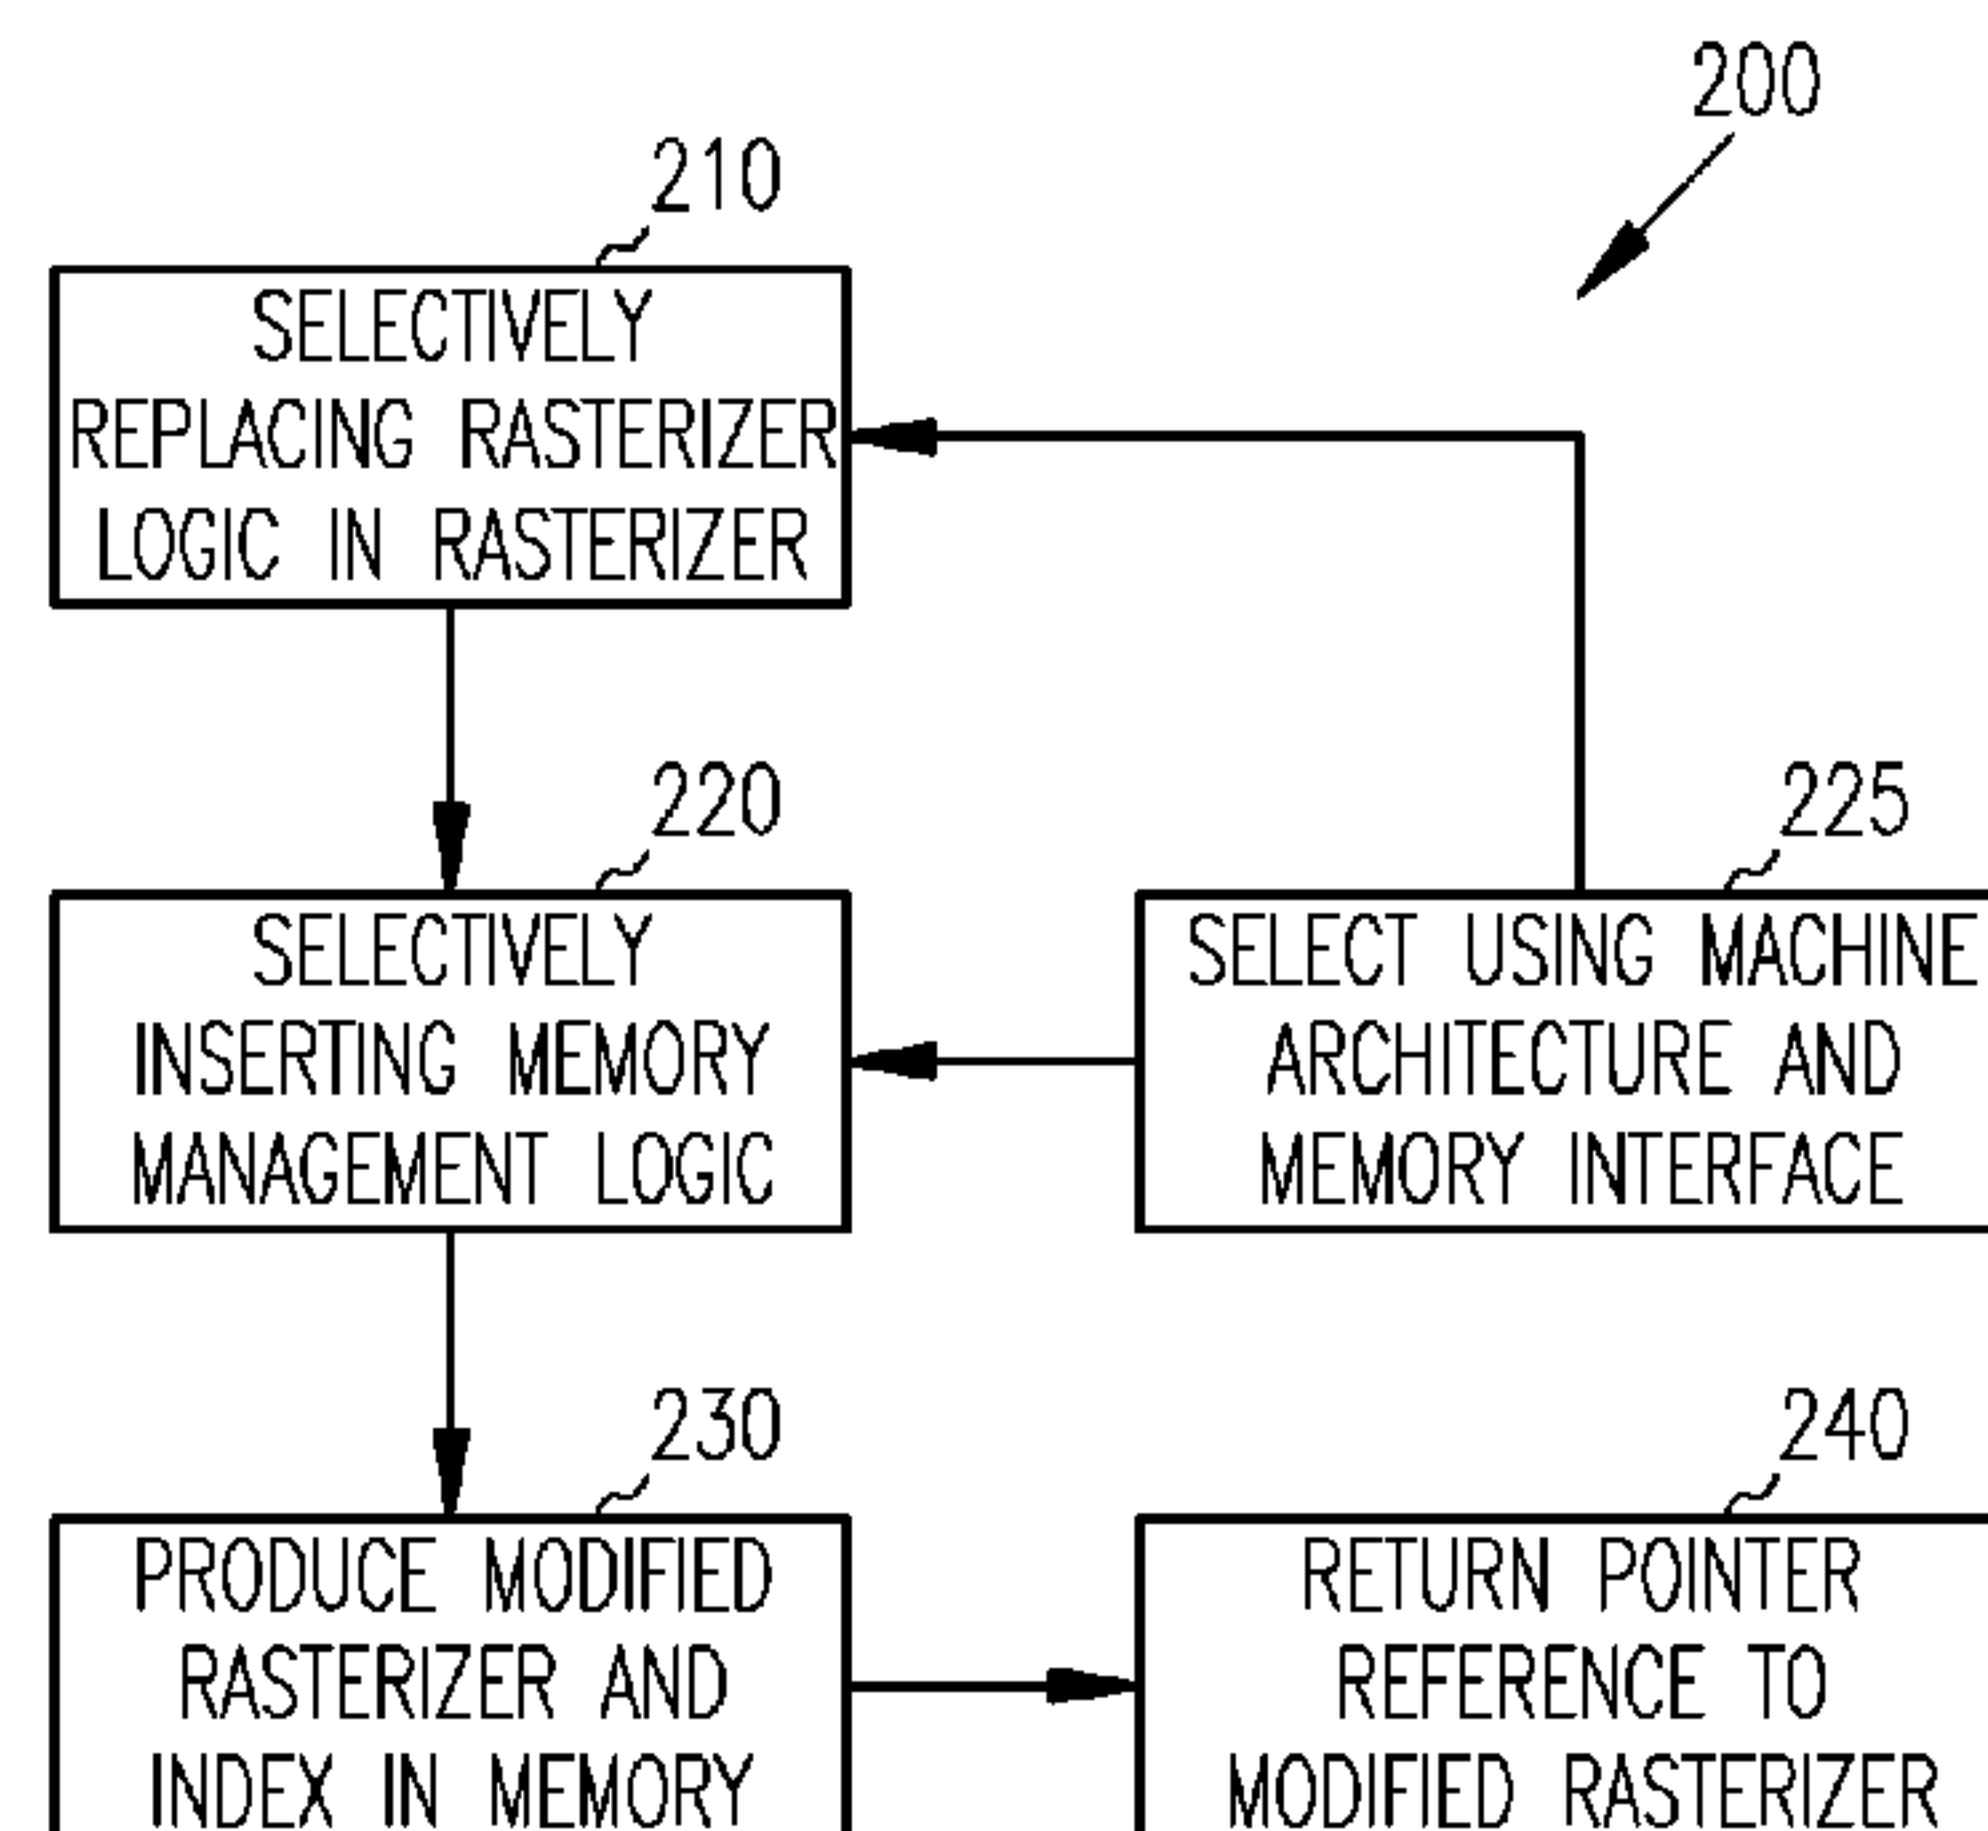 200
210
SELECTIVELY
REPLACING RASTERIZER
LOGIC IN RASTERIZER
220
SELECTIVELY
INSERTING MEMORY
MANAGEMENT LOGIC
225
SELECT USING MACHINE
ARCHITECTURE AND
MEMORY INTERFACE
230
PRODUCE MODIFIED
RASTERIZER AND
INDEX IN MEMORY
240
RETURN POINTER
REFERENCE TO
MODIFIED RASTERIZER